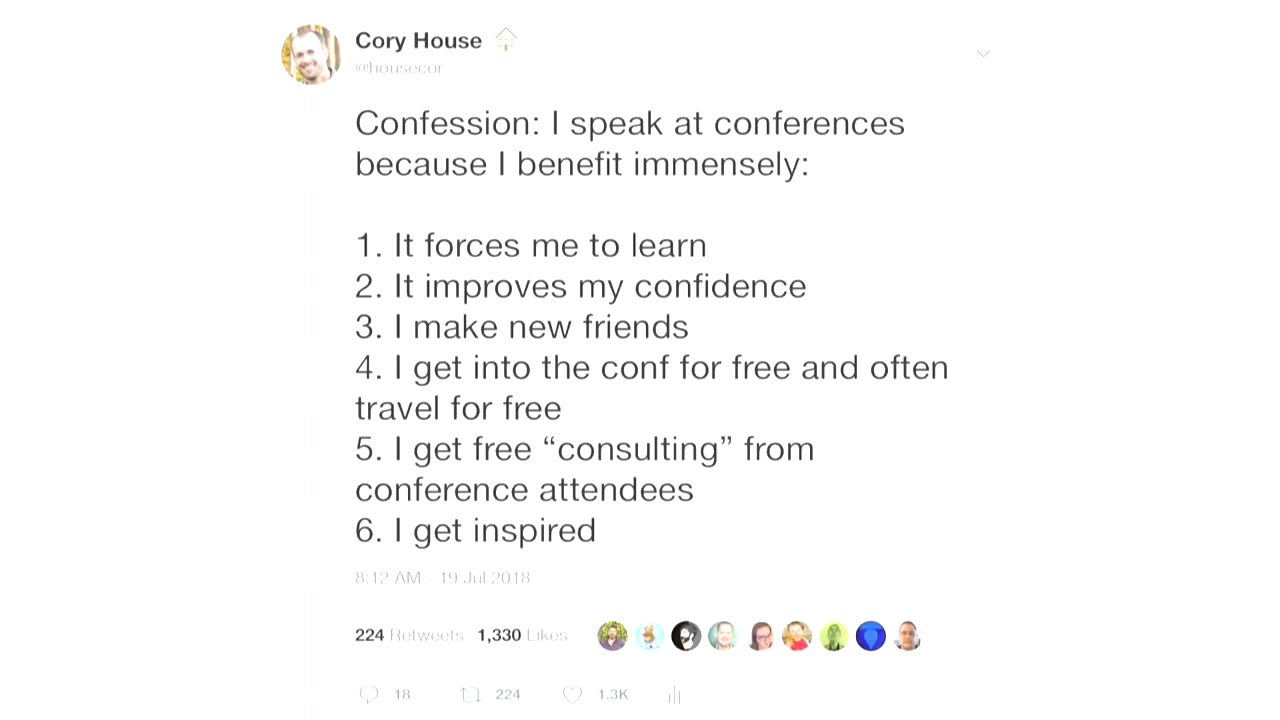 Cory House
@housecor
Confession: I speak at conferences
because I benefit immensely:
1. It forces me to learn
2. It improves my confidence
3. I make new friends
4. I get into the conf for free and often
travel for free
5. I get free “consulting” from
conference attendees
6. I get inspired
8:12 AM - 19 Jul 2018
224 Retweets 1,330 Likes
18 224 1.3K